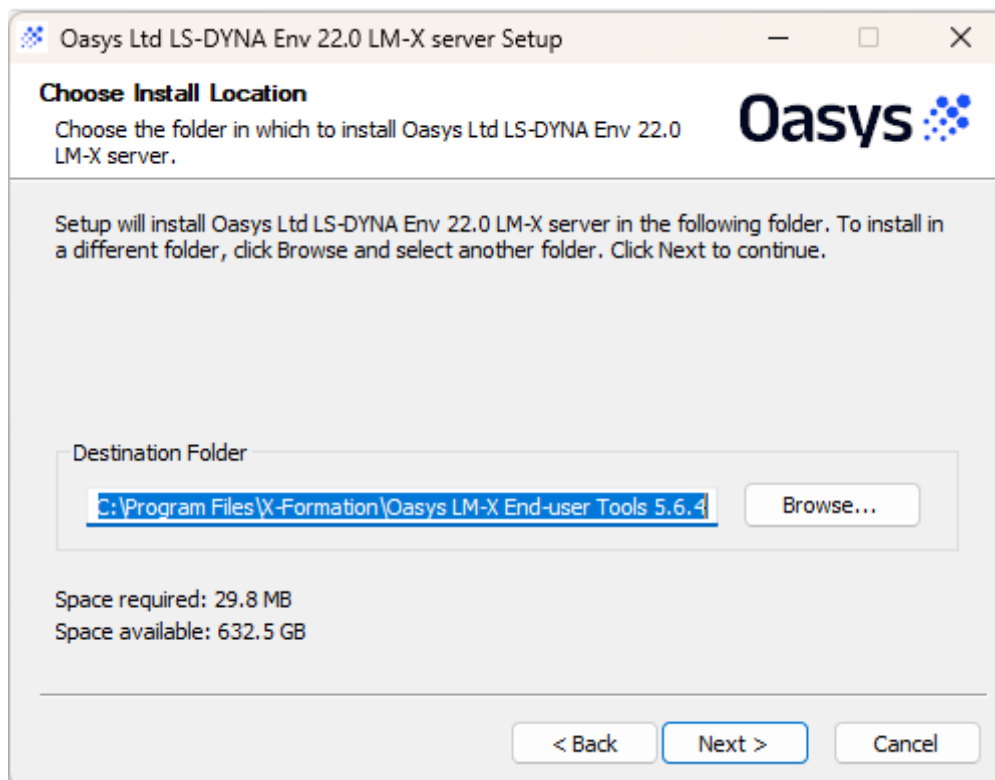 Oasys Ltd LS-DYNA Env 22.0 LM-X server Setup
Choose Install Location
Choose the folder in which to install Oasys Ltd LS-DYNA Env 22.0
LM-X server.
Oasys
Setup will install Oasys Ltd LS-DYNA Env 22.0 LM-X server in the following folder. To install in
a different folder, click Browse and select another folder. Click Next to continue.
Destination Folder
C:\Program Files\X-Formation\Oasys LM-X End-user Tools 5.6.4
Browse...
Space required: 29.8 MB
Space available: 632.5 GB
< Back
Next >
Cancel